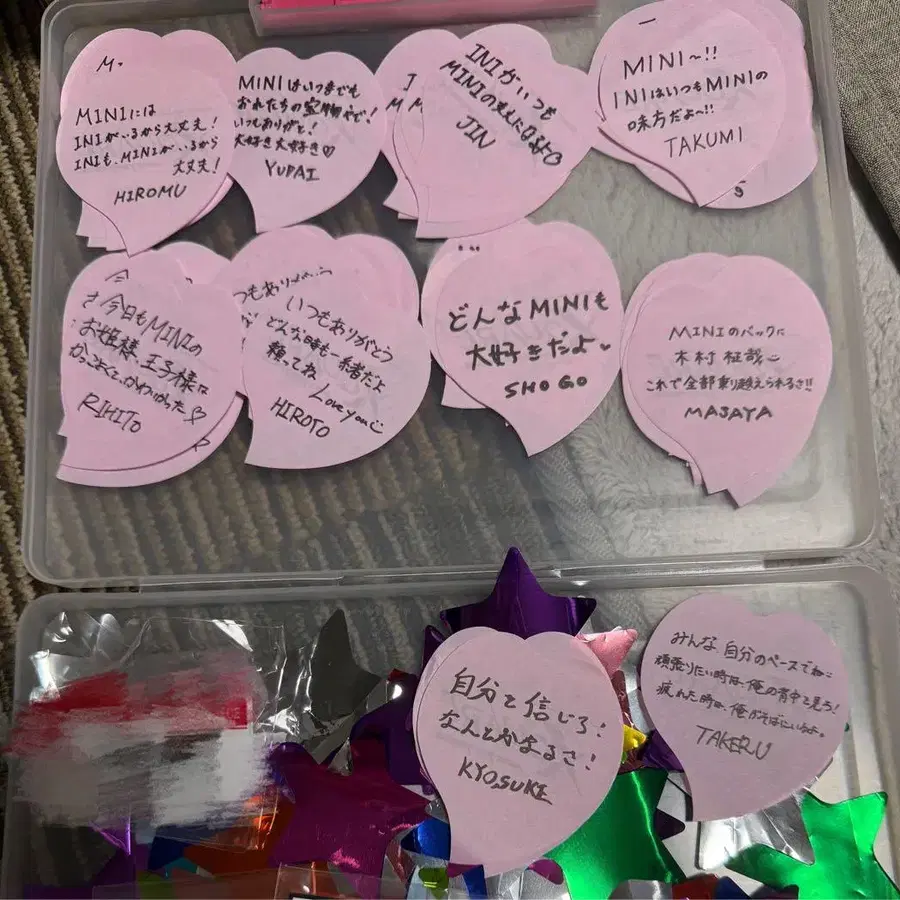 M.
MINIには
INIがいるから大丈夫!
INIも、MINIがいるから
大丈夫!
HIROMU
MINIはいつまでも
おれたちの宝物やで!
いつもありがと!
大好き大好き♡
YUDAI
I
M
INIがいつも
MINIの
JIN
MINI〜!!
INIはいつもMINIの
味方だよ〜!!
TAKUMI
今
さ
今日もMINIの
お姫様、王子様は
かっこよくて、かわいかった♡
RIHITO
いつもありがとう
どんな時も一緒だよ
頼ってね Love you
HIROTO
どんなMINIも
大好きだよ♥
SHOGO
MINIのバックに
木村柾哉
これで全部乗り越えられるさ!!
MASAYA
自分を信じろ!
なんとかなるさ!
KYOSUKE
みんな、自分のペースでね
頑張りたい時は、俺の背中を見ろ!
疲れた時は、俺がそばにいるよ。
TAKERU